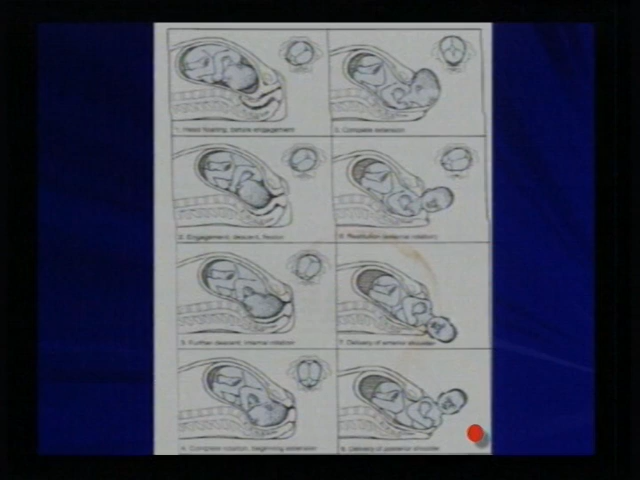 1. Head floating, before engagement
2. Engagement, descent, flexion
3. Further descent, internal rotation
4. Complete rotation, beginning extension
5. Complete extension
6. Restitution (external rotation)
7. Delivery of anterior shoulder
8. Delivery of posterior shoulder